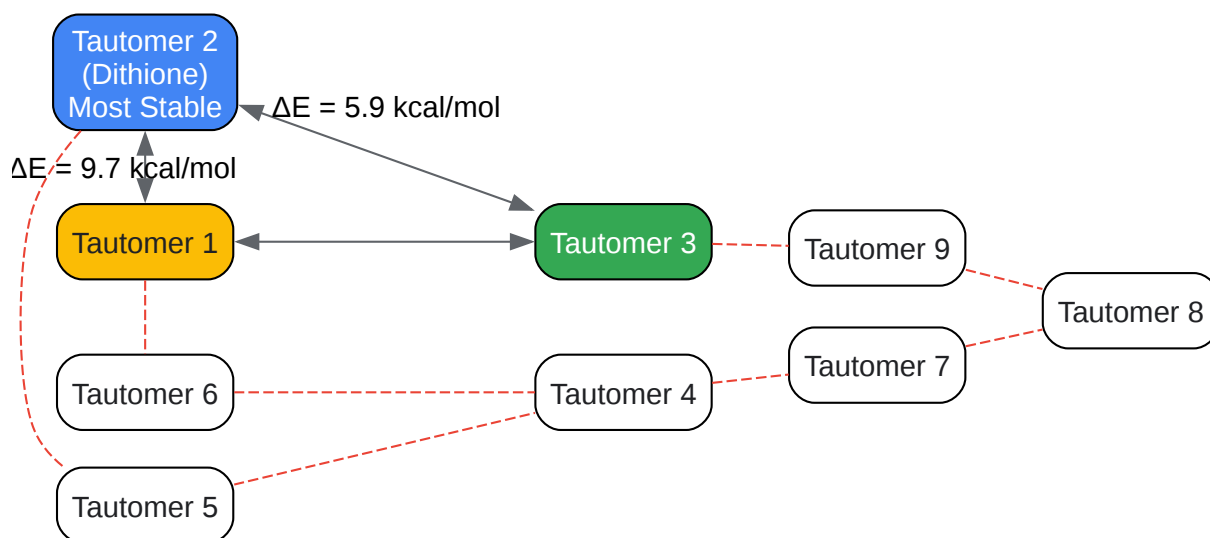 Tautomer 2
(Dithione)
Most Stable
ΔE = 5.9 kcal/mol
ΔE = 9.7 kcal/mol
Tautomer 1
Tautomer 3
Tautomer 9
Tautomer 8
Tautomer 7
Tautomer 6
Tautomer 4
Tautomer 5